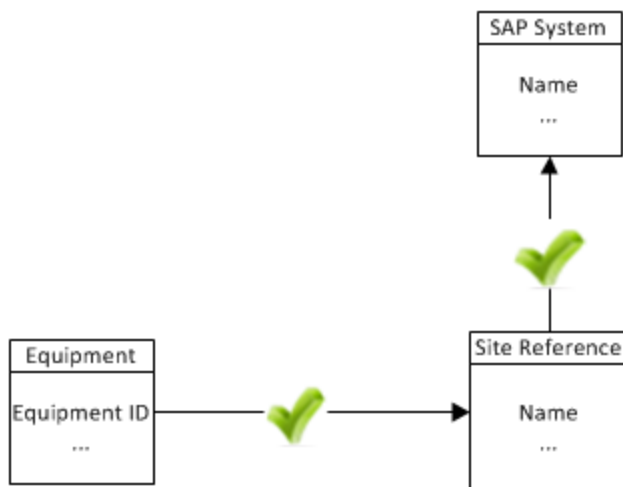 SAP System
Name
...
Equipment
Equipment ID
...
Site Reference
Name
...